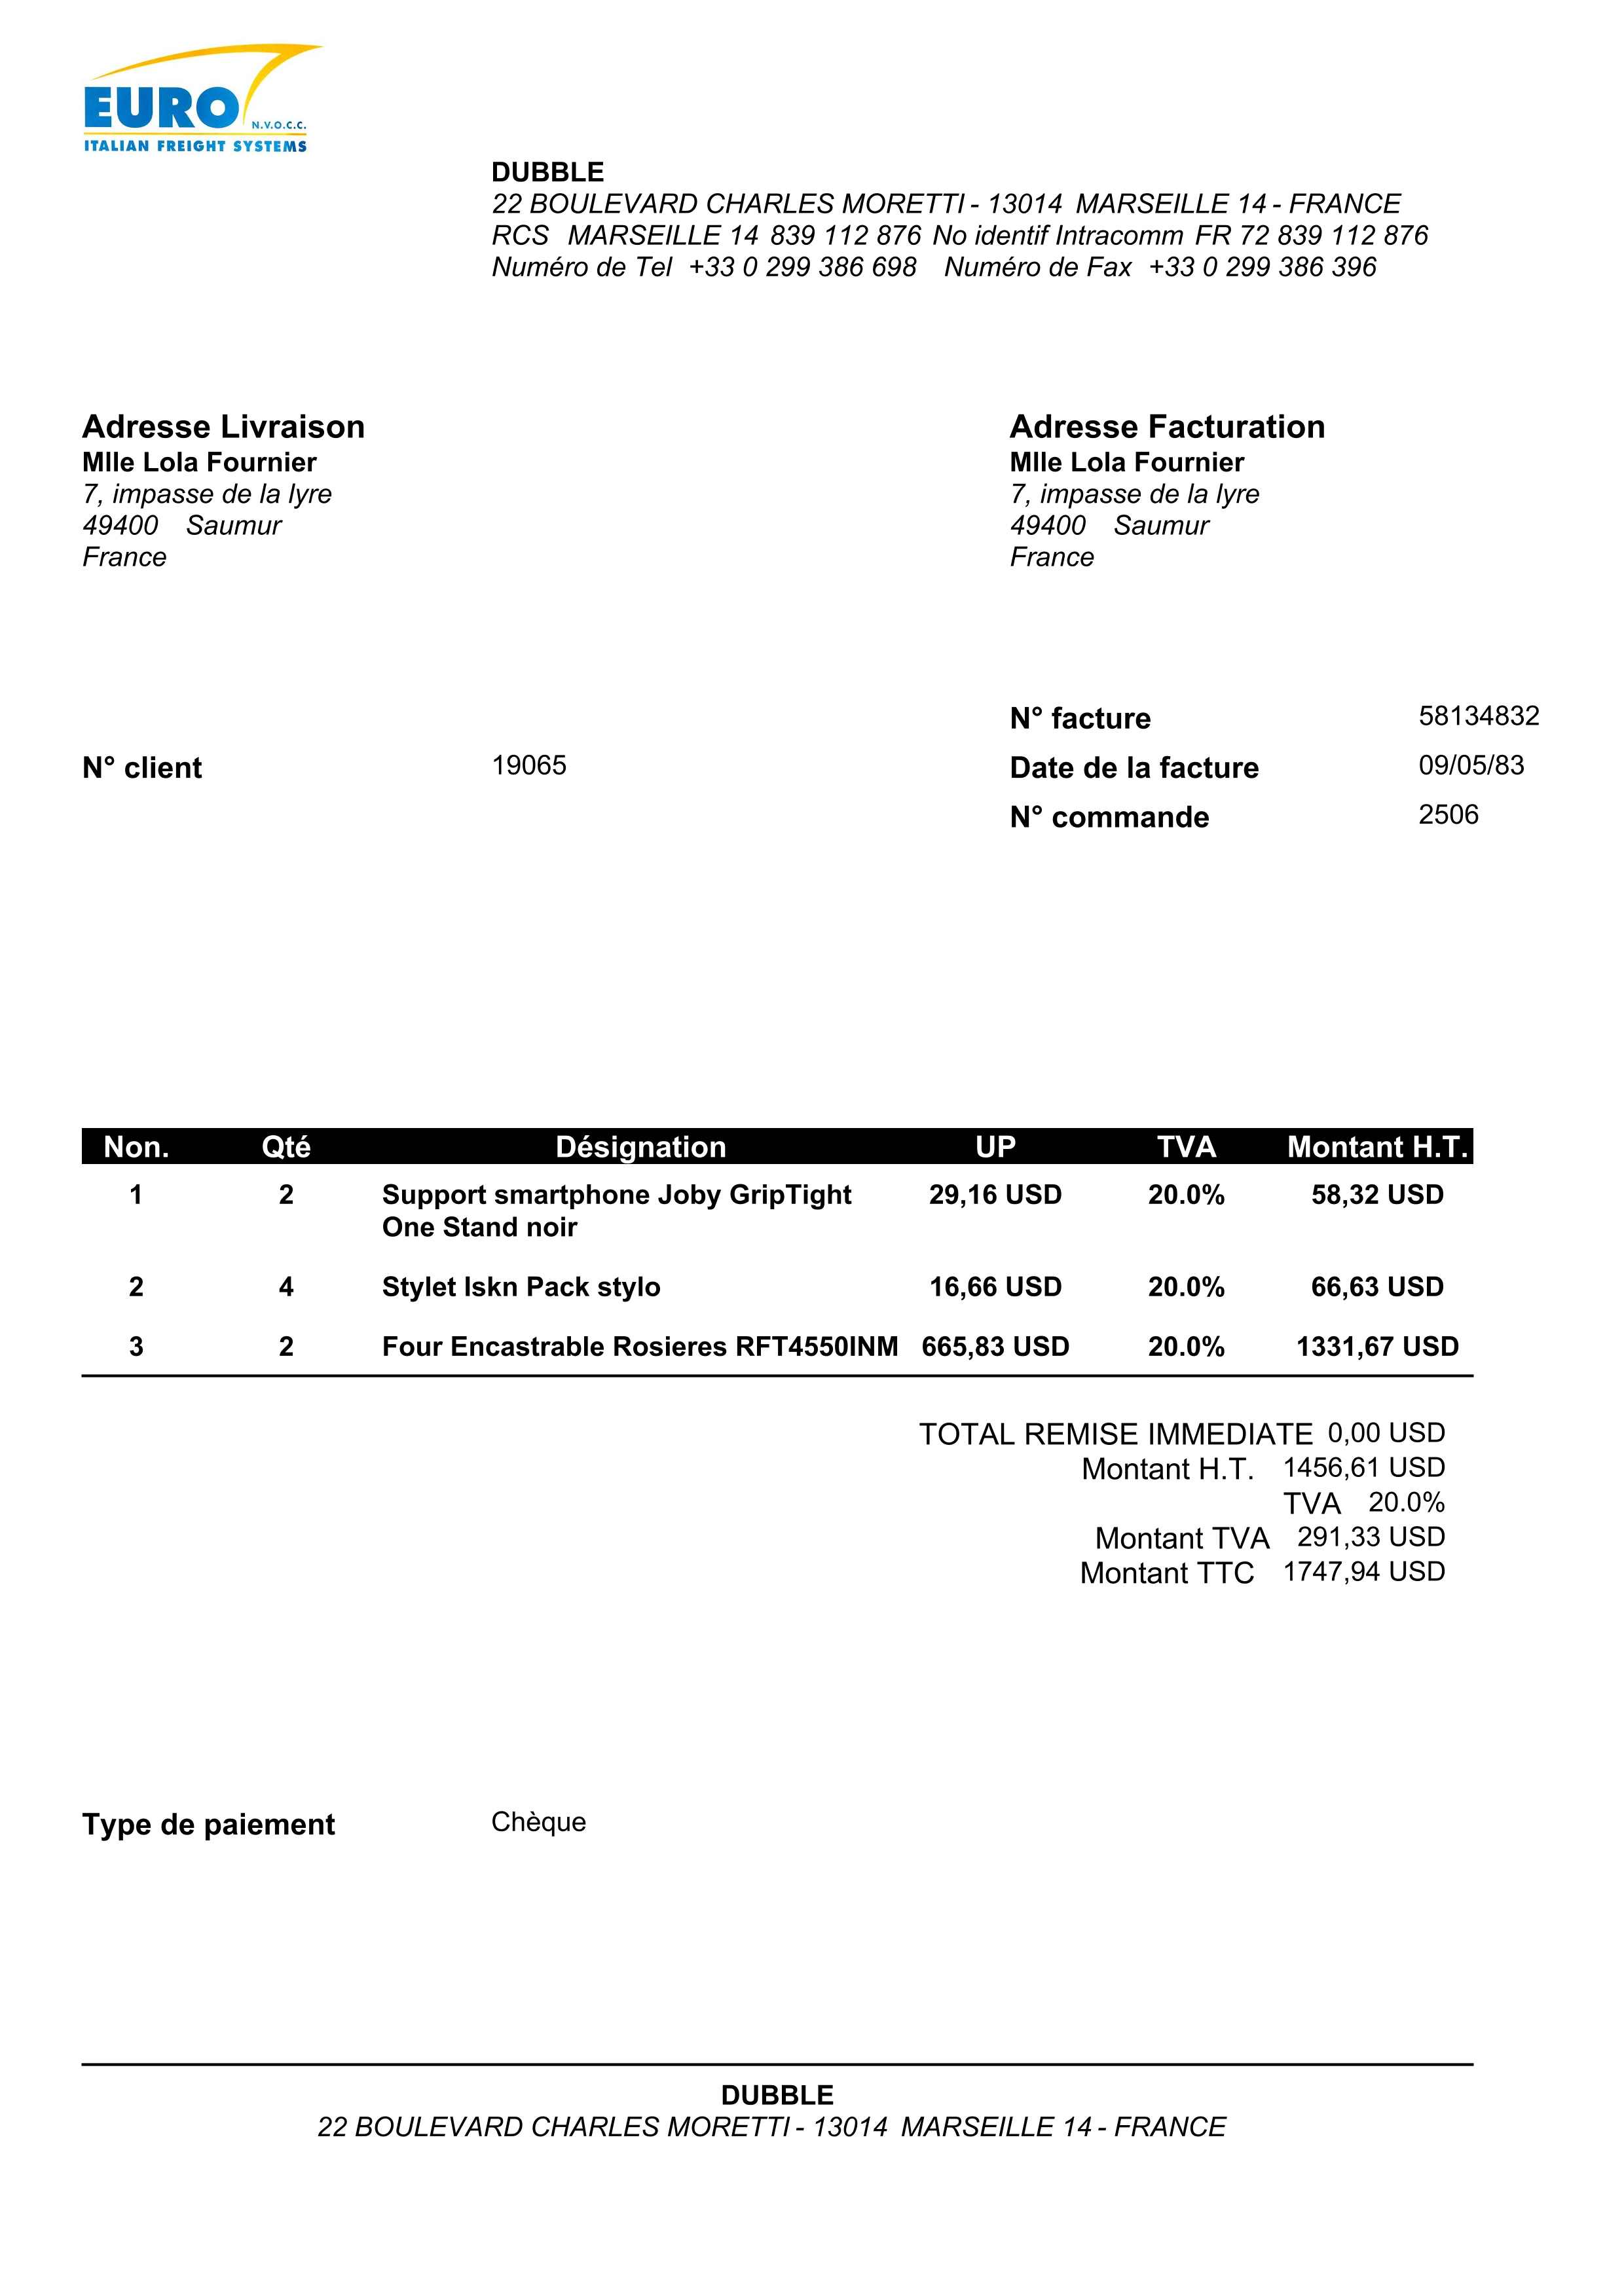 EURO
N.V.O.C.C.
ITALIAN FREIGHT SYSTEMS
DUBBLE
22 BOULEVARD CHARLES MORETTI - 13014 MARSEILLE 14 - FRANCE
RCS MARSEILLE 14 839 112 876 No identif Intracomm FR 72 839 112 876
Numéro de Tel +33 0 299 386 698 Numéro de Fax +33 0 299 386 396
Adresse Livraison Adresse Facturation
Mlle Lola Fournier Mlle Lola Fournier
7, impasse de la lyre 7, impasse de la lyre
49400 Saumur 49400 Saumur
France France
N° facture 58134832
N° client 19065 Date de la facture 09/05/83
N° commande 2506
Non. Qté Désignation UP TVA Montant H.T.
1 2 Support smartphone Joby GripTight 29,16 USD 20.0% 58,32 USD
One Stand noir
2 4 Stylet Iskn Pack stylo 16,66 USD 20.0% 66,63 USD
3 2 Four Encastrable Rosieres RFT4550INM 665,83 USD 20.0% 1331,67 USD
TOTAL REMISE IMMEDIATE 0,00 USD
Montant H.T. 1456,61 USD
TVA 20.0%
Montant TVA 291,33 USD
Montant TTC 1747,94 USD
Type de paiement Chèque
DUBBLE
22 BOULEVARD CHARLES MORETTI - 13014 MARSEILLE 14 - FRANCE